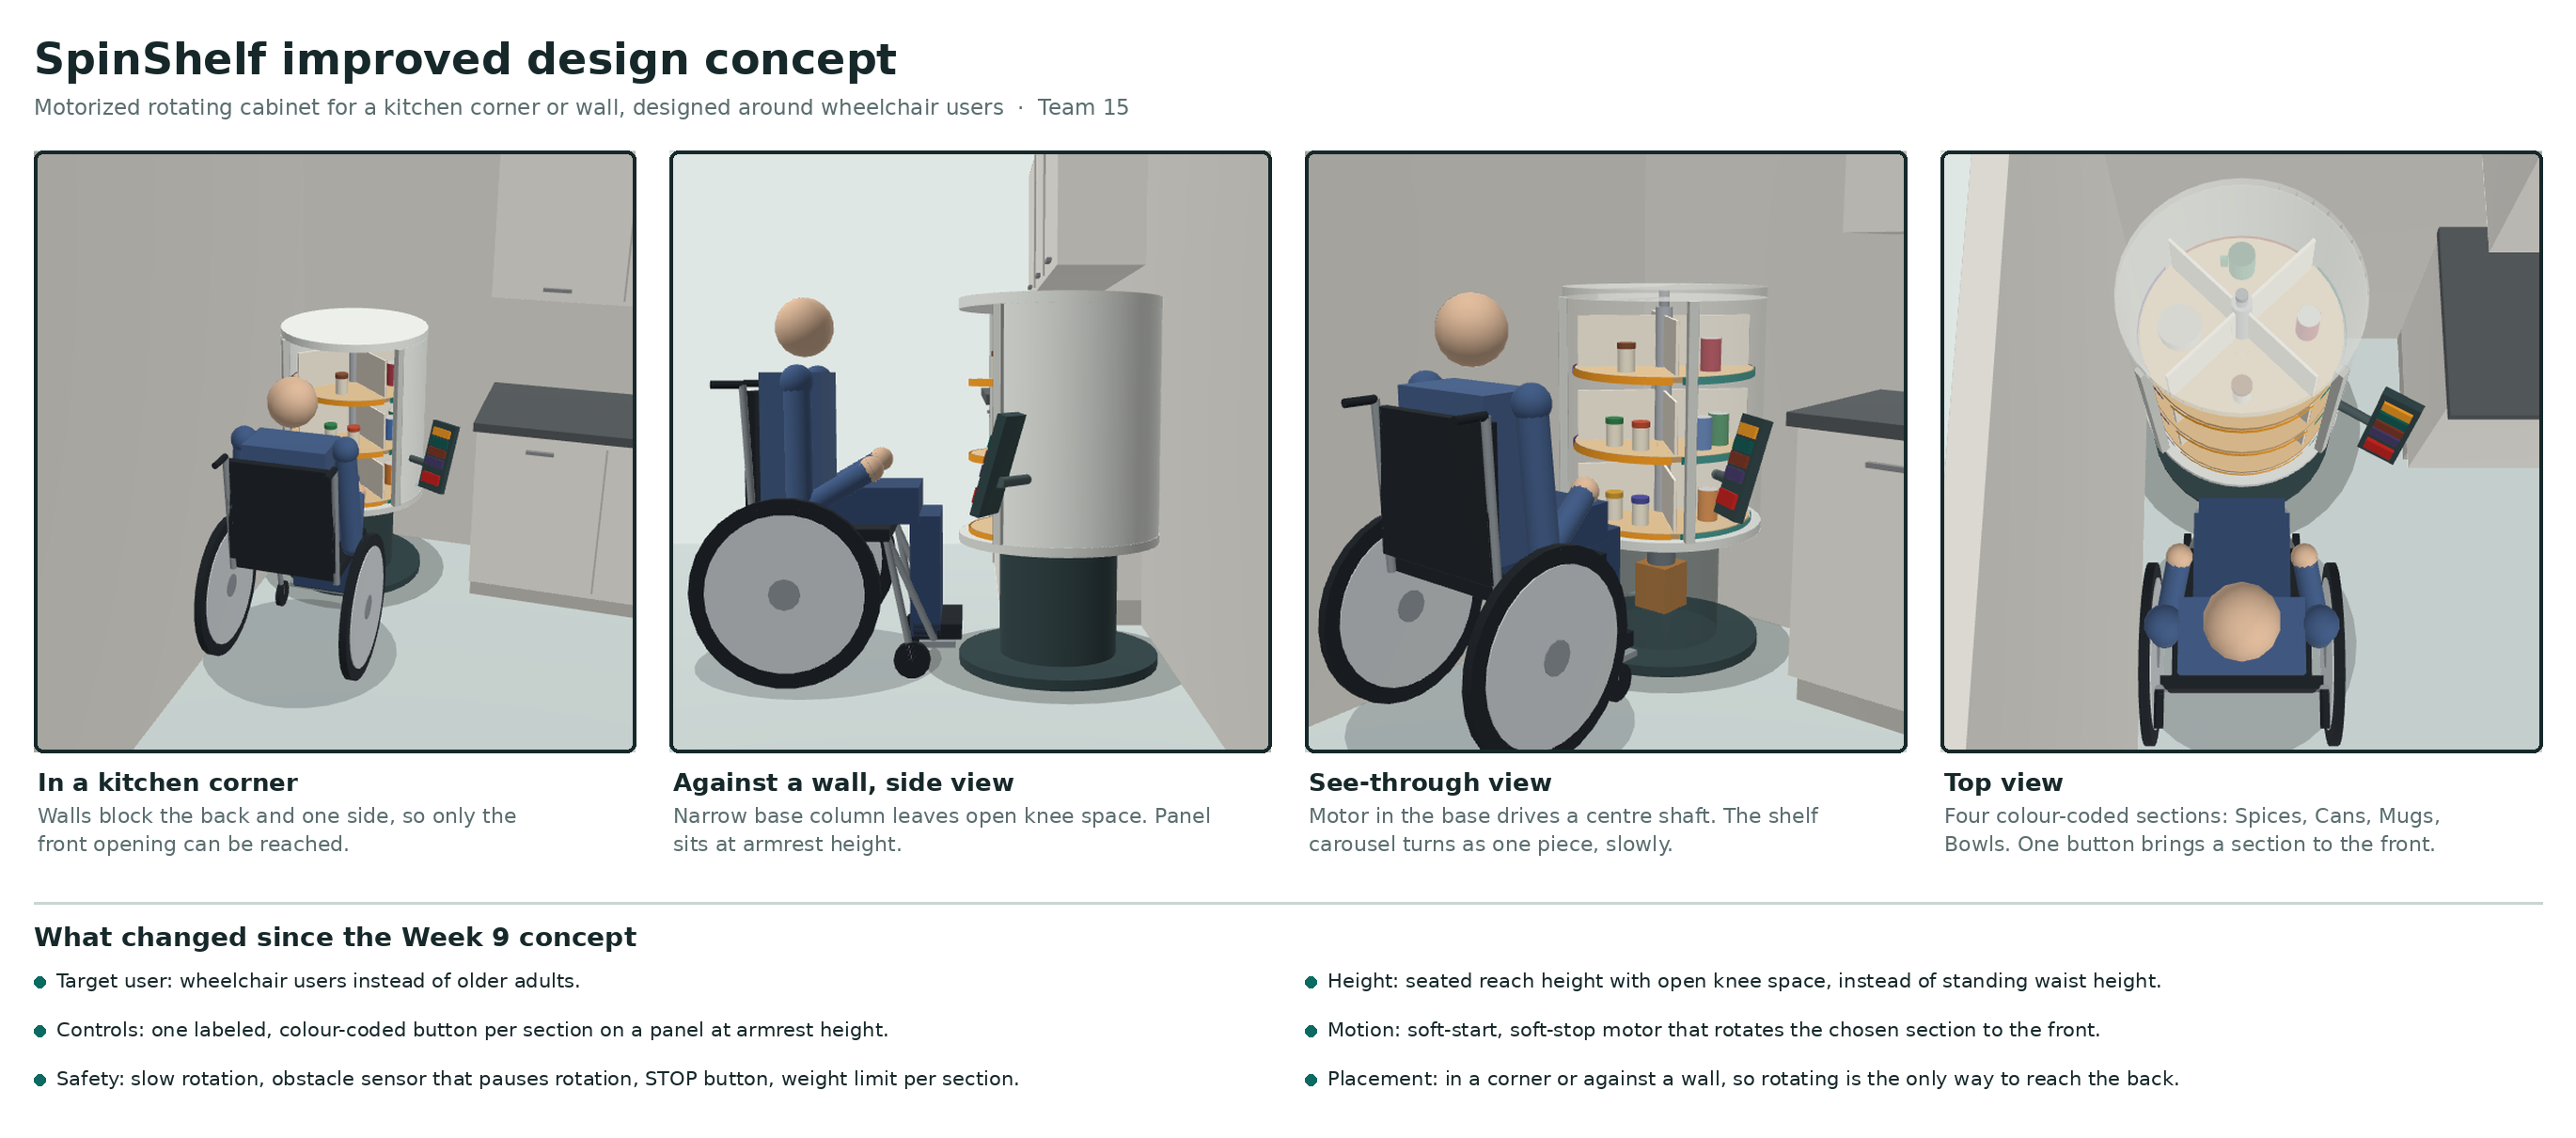 SpinShelf improved design concept
Motorized rotating cabinet for a kitchen corner or wall, designed around wheelchair users · Team 15
In a kitchen corner
Walls block the back and one side, so only the
front opening can be reached.
Against a wall, side view
Narrow base column leaves open knee space. Panel
sits at armrest height.
See-through view
Motor in the base drives a centre shaft. The shelf
carousel turns as one piece, slowly.
Top view
Four colour-coded sections: Spices, Cans, Mugs,
Bowls. One button brings a section to the front.
What changed since the Week 9 concept
Target user: wheelchair users instead of older adults.
Controls: one labeled, colour-coded button per section on a panel at armrest height.
Safety: slow rotation, obstacle sensor that pauses rotation, STOP button, weight limit per section.
Height: seated reach height with open knee space, instead of standing waist height.
Motion: soft-start, soft-stop motor that rotates the chosen section to the front.
Placement: in a corner or against a wall, so rotating is the only way to reach the back.